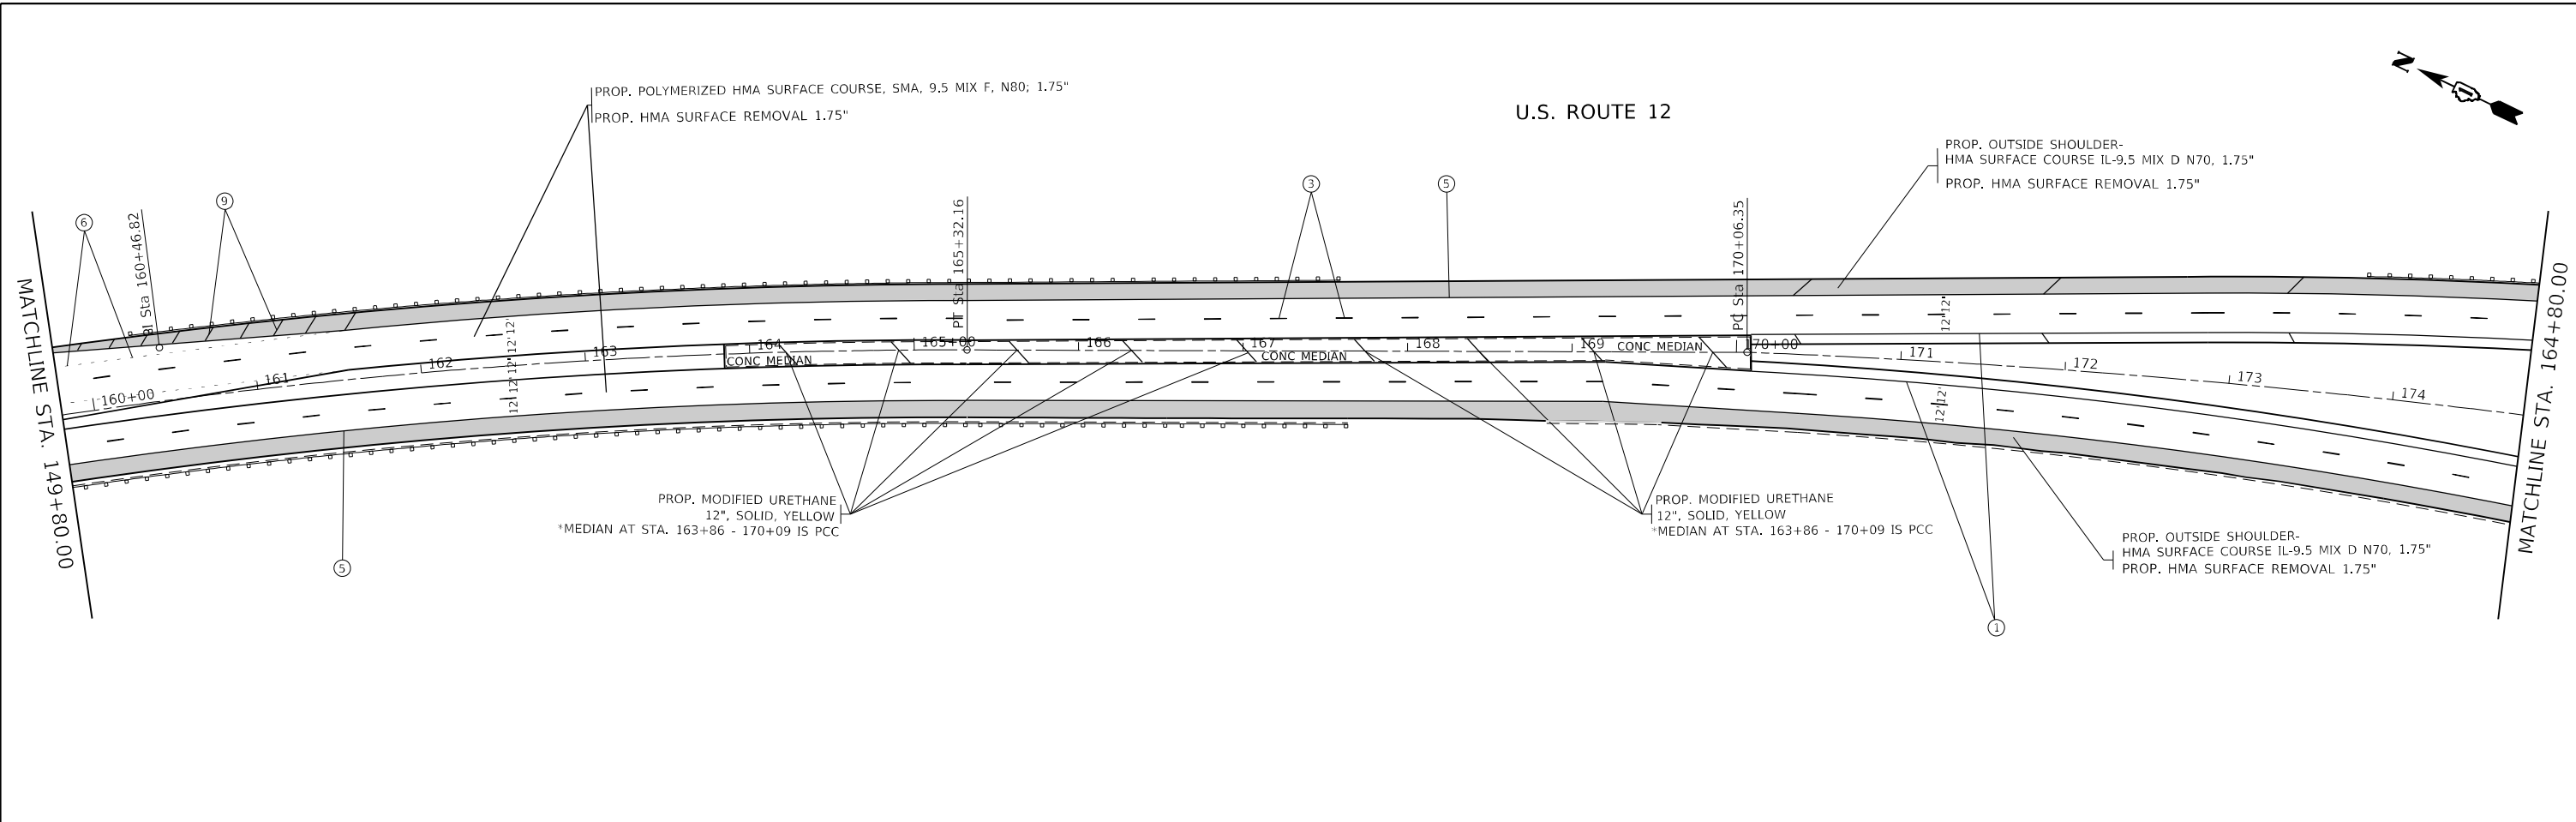 PROP. POLYMERIZED HMA SURFACE COURSE, SMA, 9.5 MIX F, N80; 1.75"
PROP. HMA SURFACE REMOVAL 1.75"
U.S. ROUTE 12
N
PROP. OUTSIDE SHOULDER-
HMA SURFACE COURSE IL-9.5 MIX D N70, 1.75"
PROP. HMA SURFACE REMOVAL 1.75"
6
9
3
5
PI Sta 160+46.82
PT Sta 165+32.16
PC Sta 170+06.35
MATCHLINE STA. 149+80.00
MATCHLINE STA. 164+80.00
12' 12' 12' 12'
12' 12'
12' 12'
160+00
161
162
163
164
165+00
166
167
168
169
170+00
171
172
173
174
CONC MEDIAN
CONC MEDIAN
CONC MEDIAN
PROP. MODIFIED URETHANE
12", SOLID, YELLOW
*MEDIAN AT STA. 163+86 - 170+09 IS PCC
PROP. MODIFIED URETHANE
12", SOLID, YELLOW
*MEDIAN AT STA. 163+86 - 170+09 IS PCC
PROP. OUTSIDE SHOULDER-
HMA SURFACE COURSE IL-9.5 MIX D N70, 1.75"
PROP. HMA SURFACE REMOVAL 1.75"
5
1